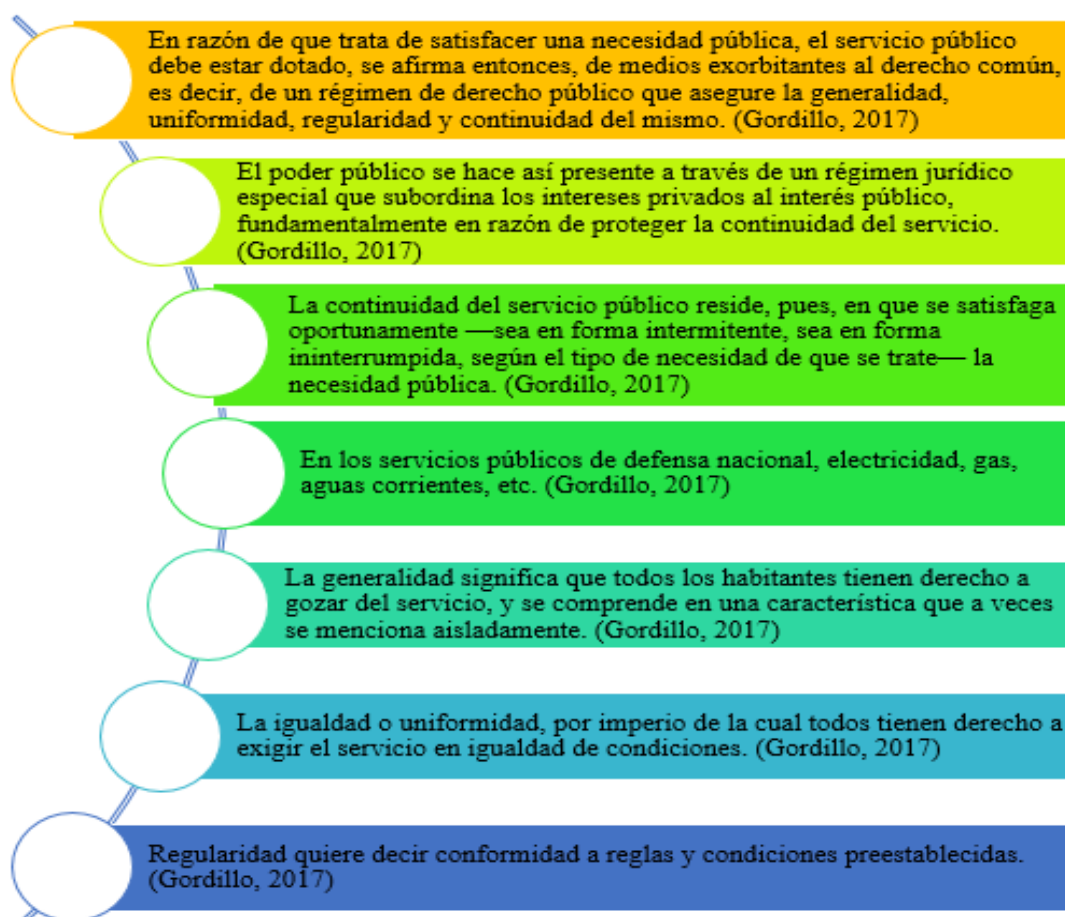 En razón de que trata de satisfacer una necesidad pública, el servicio público
debe estar dotado, se afirma entonces, de medios exorbitantes al derecho común,
es decir, de un régimen de derecho público que asegure la generalidad,
uniformidad, regularidad y continuidad del mismo. (Gordillo, 2017)
El poder público se hace así presente a través de un régimen jurídico
especial que subordina los intereses privados al interés público,
fundamentalmente en razón de proteger la continuidad del servicio.
(Gordillo, 2017)
La continuidad del servicio público reside, pues, en que se satisfaga
oportunamente —sea en forma intermitente, sea en forma
ininterrumpida, según el tipo de necesidad de que se trate— la
necesidad pública. (Gordillo, 2017)
En los servicios públicos de defensa nacional, electricidad, gas,
aguas corrientes, etc. (Gordillo, 2017)
La generalidad significa que todos los habitantes tienen derecho a
gozar del servicio, y se comprende en una característica que a veces
se menciona aisladamente. (Gordillo, 2017)
La igualdad o uniformidad, por imperio de la cual todos tienen derecho a
exigir el servicio en igualdad de condiciones. (Gordillo, 2017)
Regularidad quiere decir conformidad a reglas y condiciones preestablecidas.
(Gordillo, 2017)